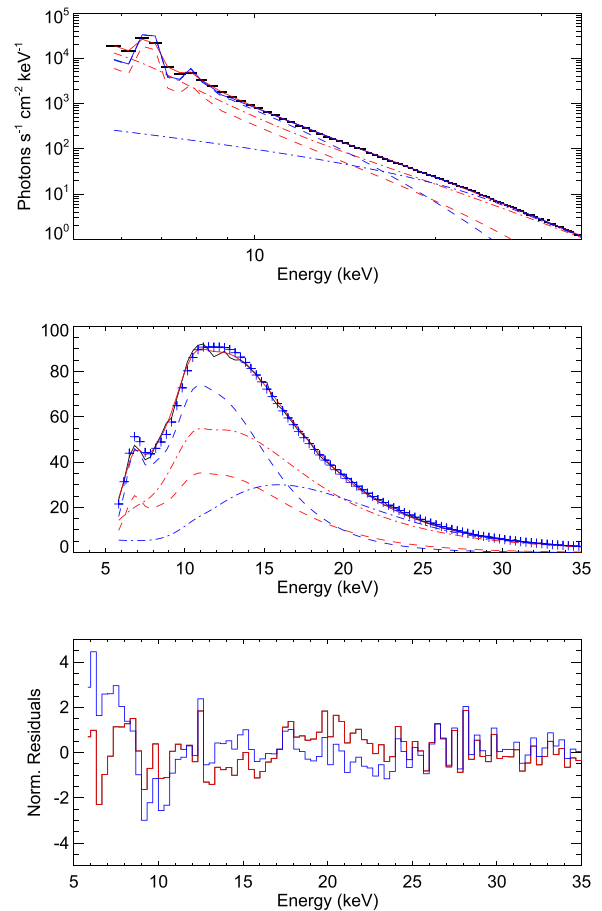 10⁵
10⁴
10³
10²
10¹
10⁰
Photons s⁻¹ cm⁻² keV⁻¹
10
Energy (keV)
100
80
60
40
20
0
5 10 15 20 25 30 35
Energy (keV)
4
2
0
-2
-4
Norm. Residuals
5 10 15 20 25 30 35
Energy (keV)